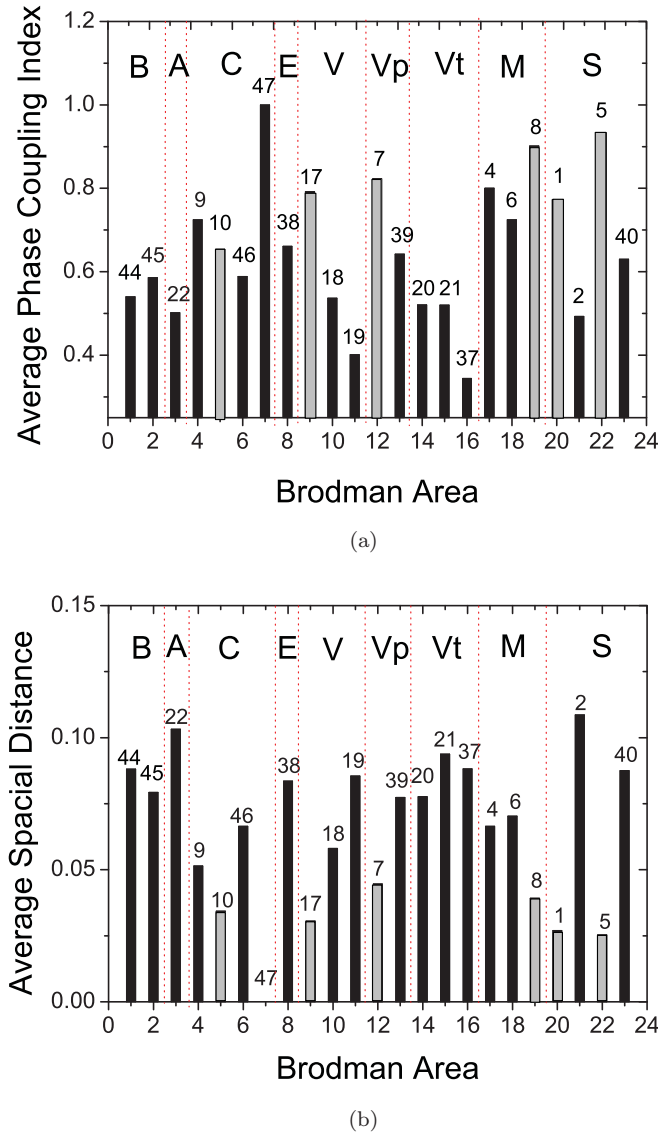 Average Phase Coupling Index
1.2
1.0
0.8
0.6
0.4
B A C E V Vp Vt M S
44 45 22 9 10 46 47 38 17 18 19 7 39 20 21 37 4 6 8 1 2 5 40
0 2 4 6 8 10 12 14 16 18 20 22 24
Brodman Area
(a)
Average Spacial Distance
0.15
0.10
0.05
0.00
B A C E V Vp Vt M S
44 45 22 9 10 46 47 38 17 18 19 7 39 20 21 37 4 6 8 1 2 5 40
0 2 4 6 8 10 12 14 16 18 20 22 24
Brodman Area
(b)